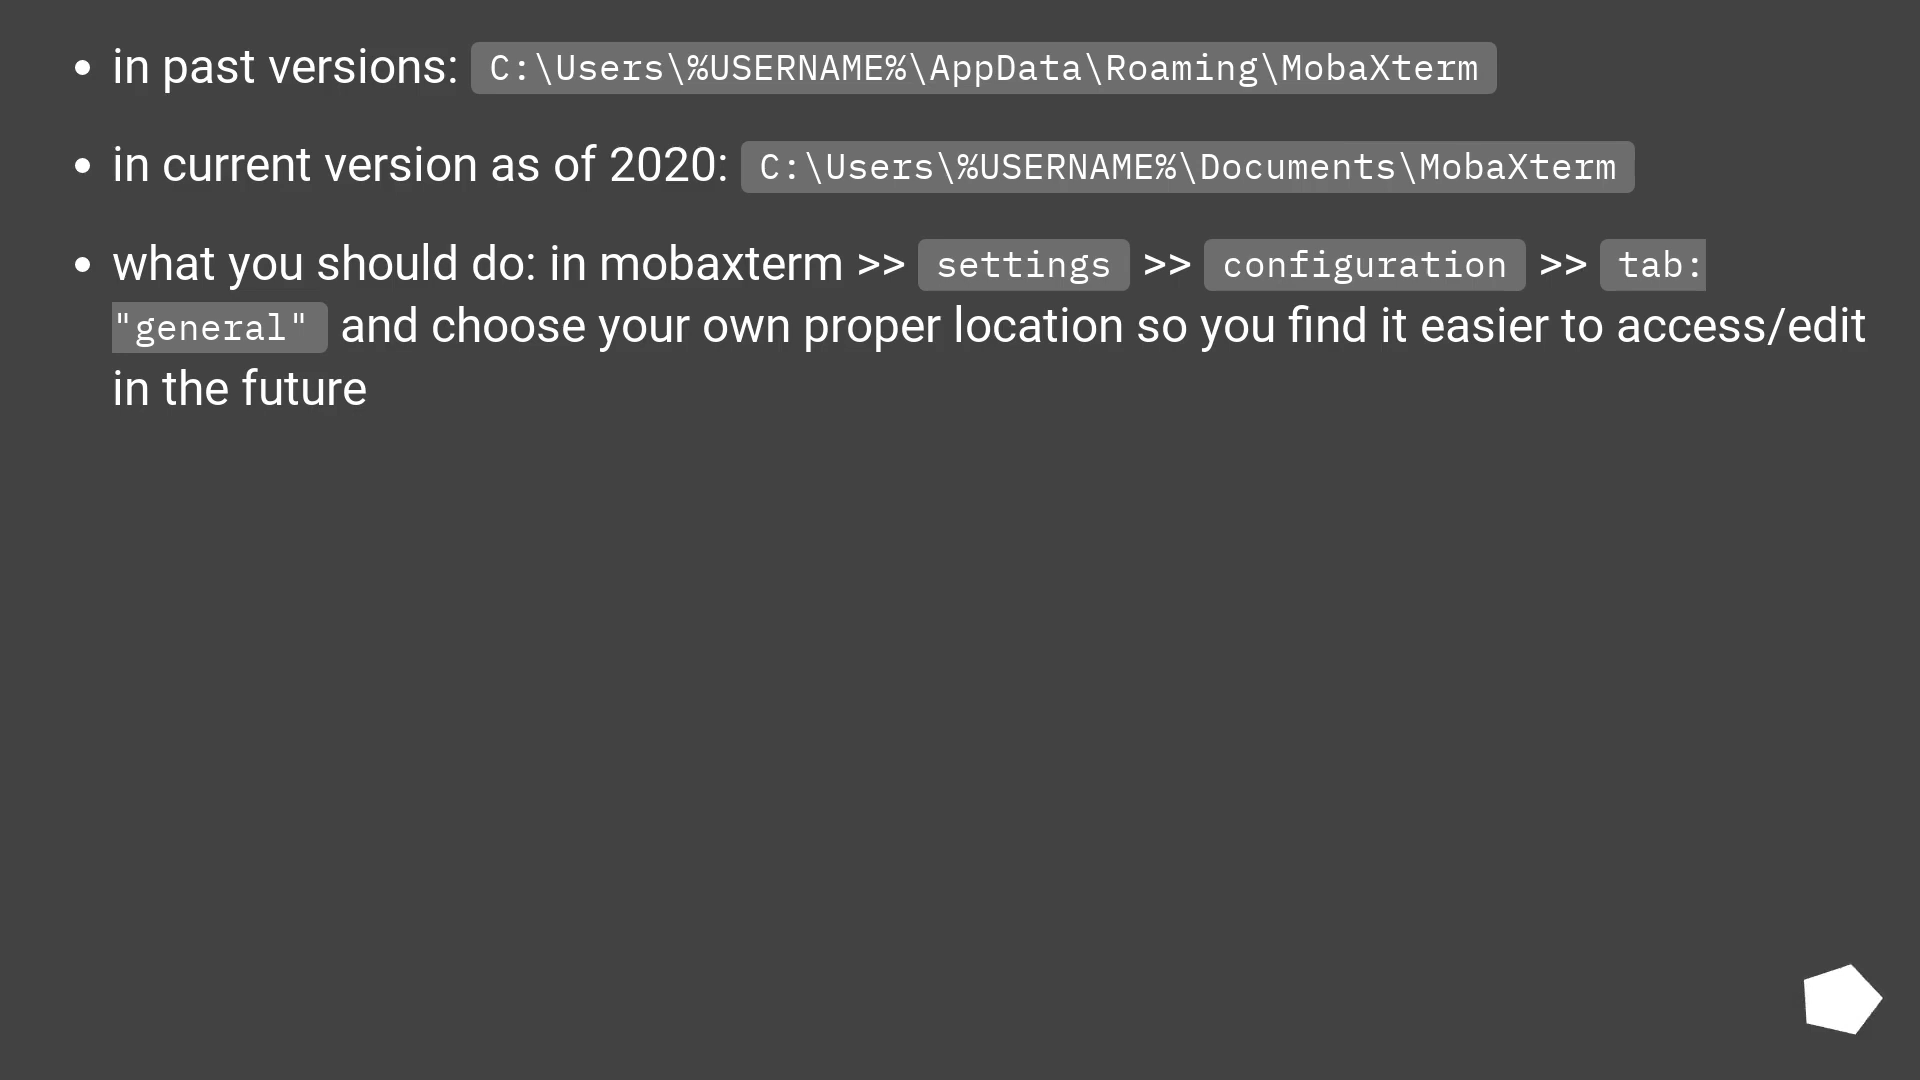 • in past versions: C:\Users\%USERNAME%\AppData\Roaming\MobaXterm
• in current version as of 2020: C:\Users\%USERNAME%\Documents\MobaXterm
• what you should do: in mobaxterm >> settings >> configuration >> tab:
"general" and choose your own proper location so you find it easier to access/edit
in the future